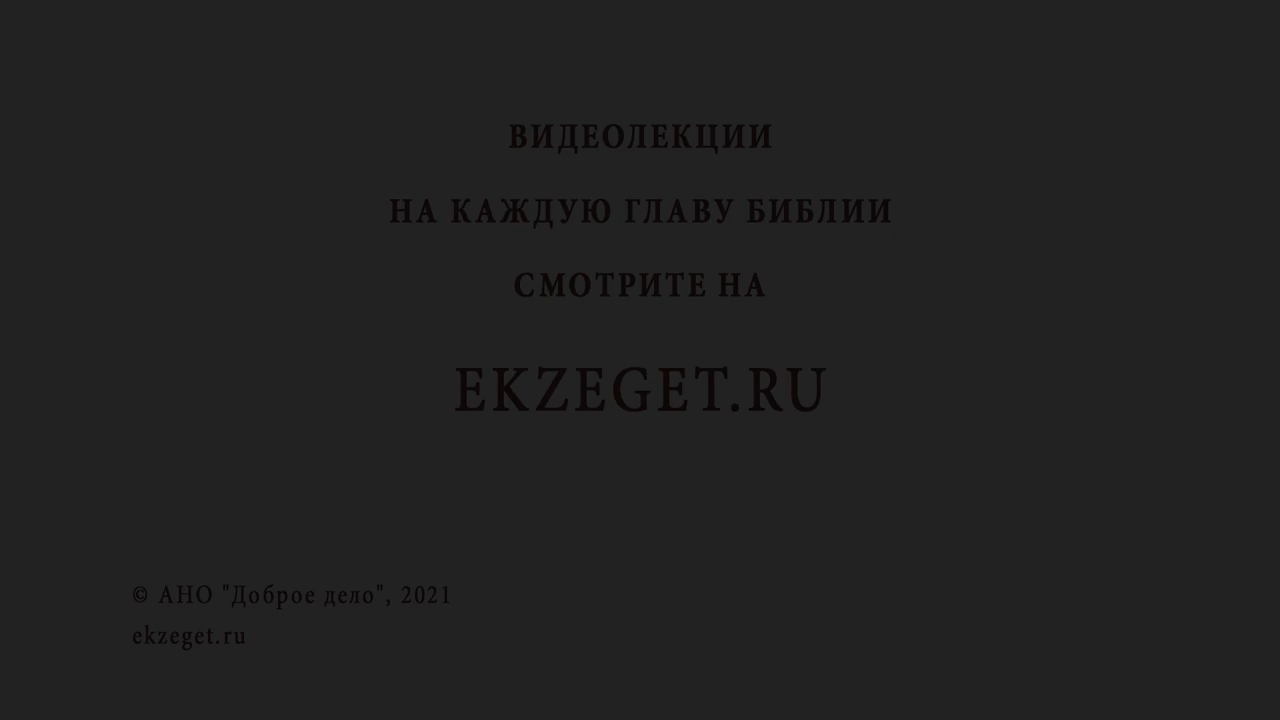 ВИДЕОЛЕКЦИИ
НА КАЖДУЮ ГЛАВУ БИБЛИИ
СМОТРИТЕ НА
EKZEGET.RU
© АНО "Доброе дело", 2021
ekzeget.ru